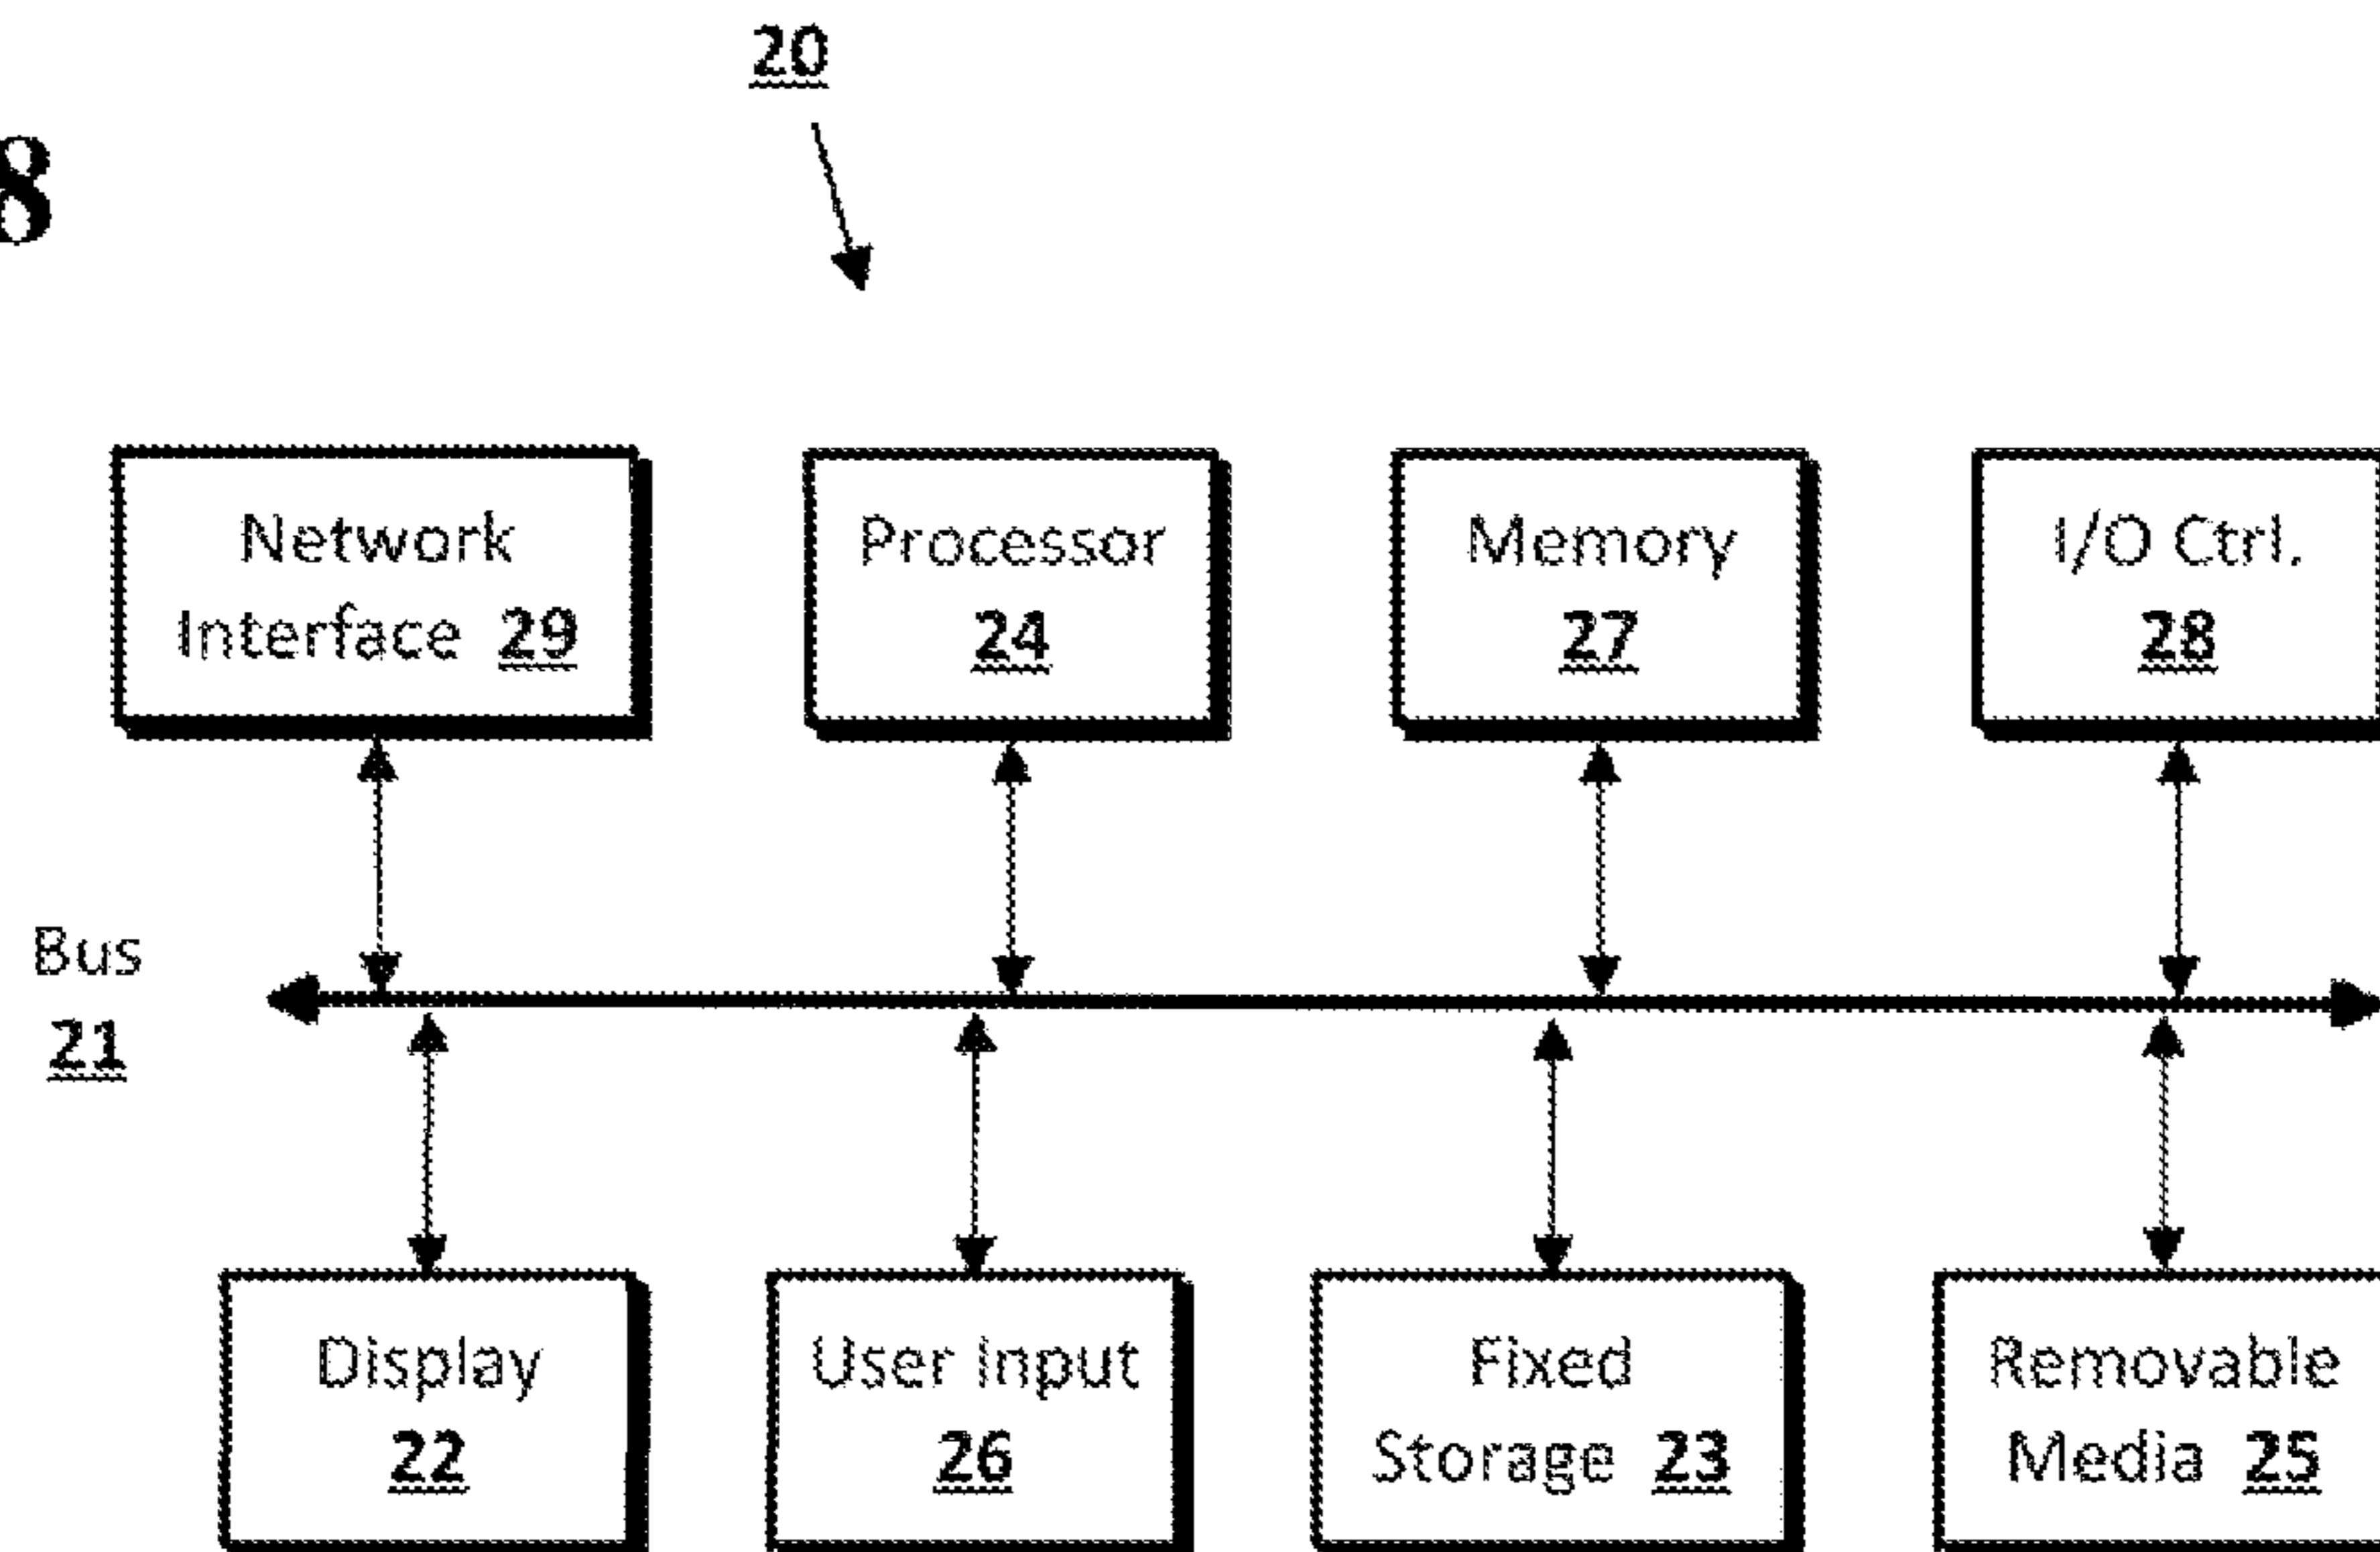 20
8
Network
Interface 29
Processor
24
Memory
27
I/O Ctrl.
28
Bus
21
Display
22
User Input
26
Fixed
Storage 23
Removable
Media 25